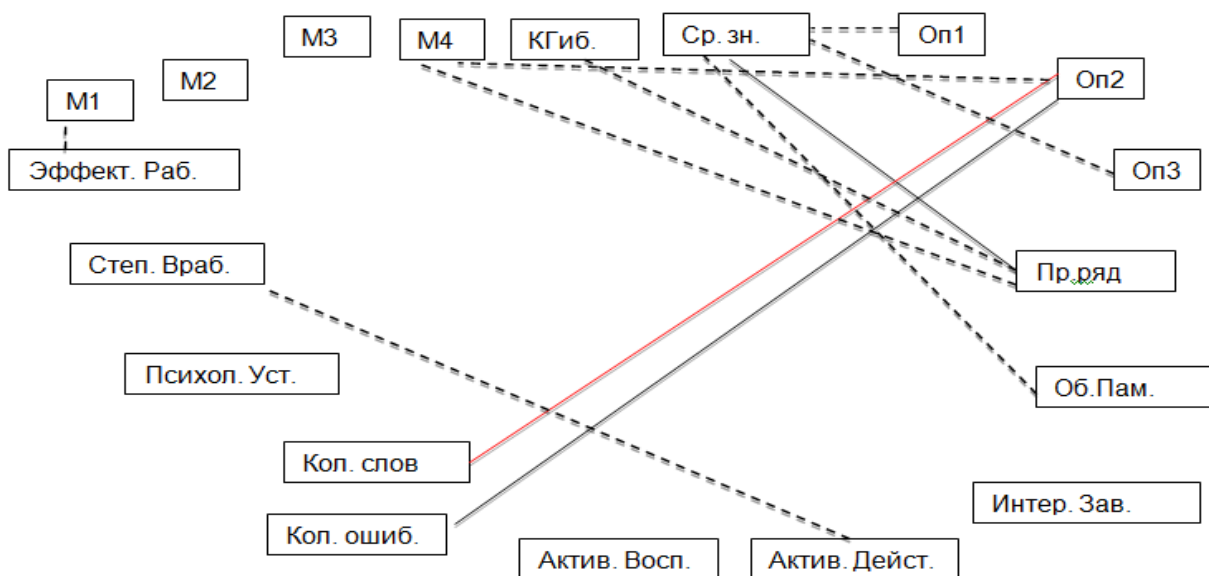 М3
М4
КГиб.
Ср. зн.
Оп1
М2
Оп2
М1
Эффект. Раб.
Оп3
Степ. Враб.
Пр.ряд
Психол. Уст.
Об.Пам.
Кол. слов
Интер. Зав.
Кол. ошиб.
Актив. Восп.
Актив. Дейст.